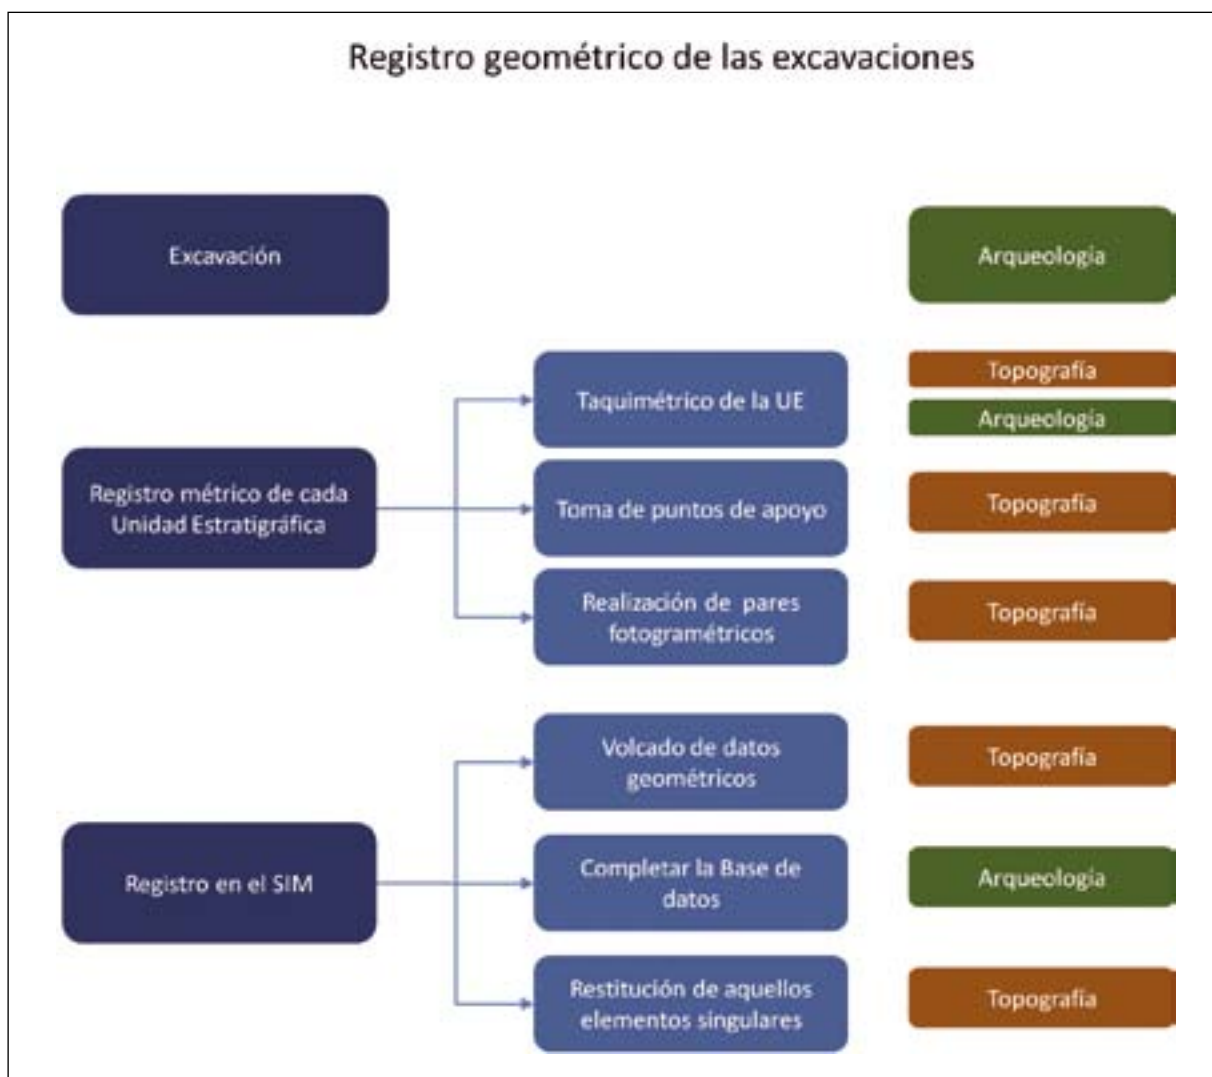 Registro geométrico de las excavaciones
Excavación
Arqueología
Taquimétrico de la UE
Topografía
Arqueología
Registro métrico de cada
Unidad Estratigráfica
Toma de puntos de apoyo
Topografía
Realización de pares
fotogramétricos
Topografía
Volcado de datos
geométricos
Topografía
Registro en el SIM
Completar la Base de
datos
Arqueología
Restitución de aquellos
elementos singulares
Topografía